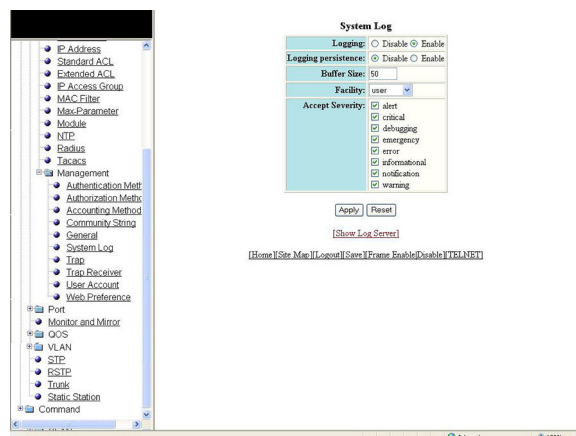 IP Address
Standard ACL
Extended ACL
IP Access Group
MAC Filter
Max-Parameter
Module
NTP
Radius
Tacacs
Management
Authentication Meth
Authorization Metho
Accounting Method
Community String
General
System Log
Trap
Trap Receiver
User Account
Web Preference
Port
Monitor and Mirror
QOS
VLAN
STP
RSTP
Trunk
Static Station
Command
System Log
Logging: Disable Enable
Logging persistence: Disable Enable
Buffer Size: 50
Facility: user
Accept Severity: alert
critical
debugging
emergency
error
informational
notification
warning
Apply Reset
[Show Log Server]
[Home][Site Map][Logout][Save][Frame Enable|Disable][TELNET]